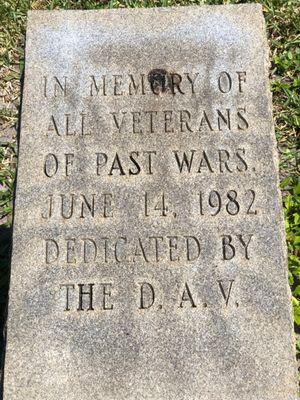 IN MEMORY OF
ALL VETERANS
OF PAST WARS.
JUNE 14, 1982
DEDICATED BY
THE D.A.V.